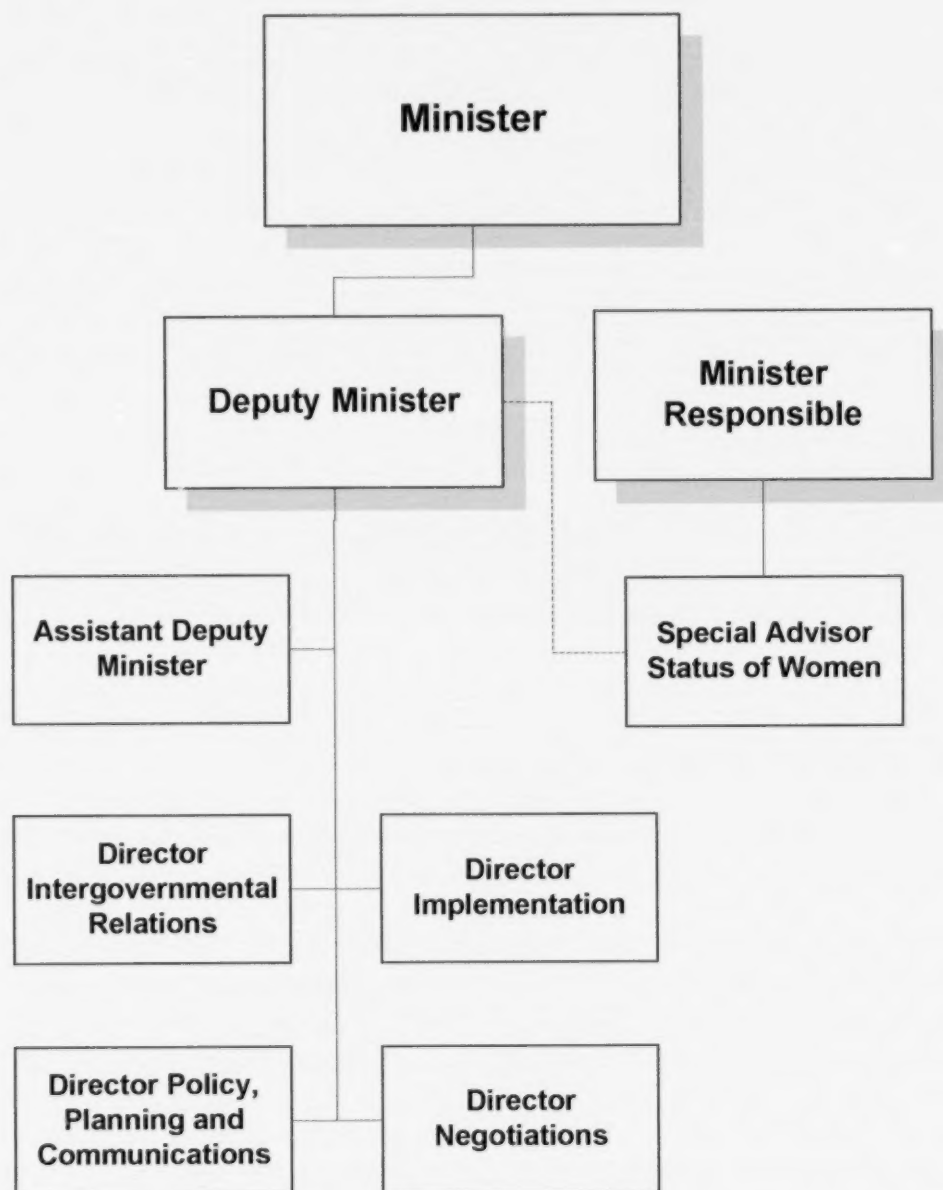 Minister
Deputy Minister
Minister
Responsible
Assistant Deputy
Minister
Special Advisor
Status of Women
Director
Intergovernmental
Relations
Director
Implementation
Director Policy,
Planning and
Communications
Director
Negotiations